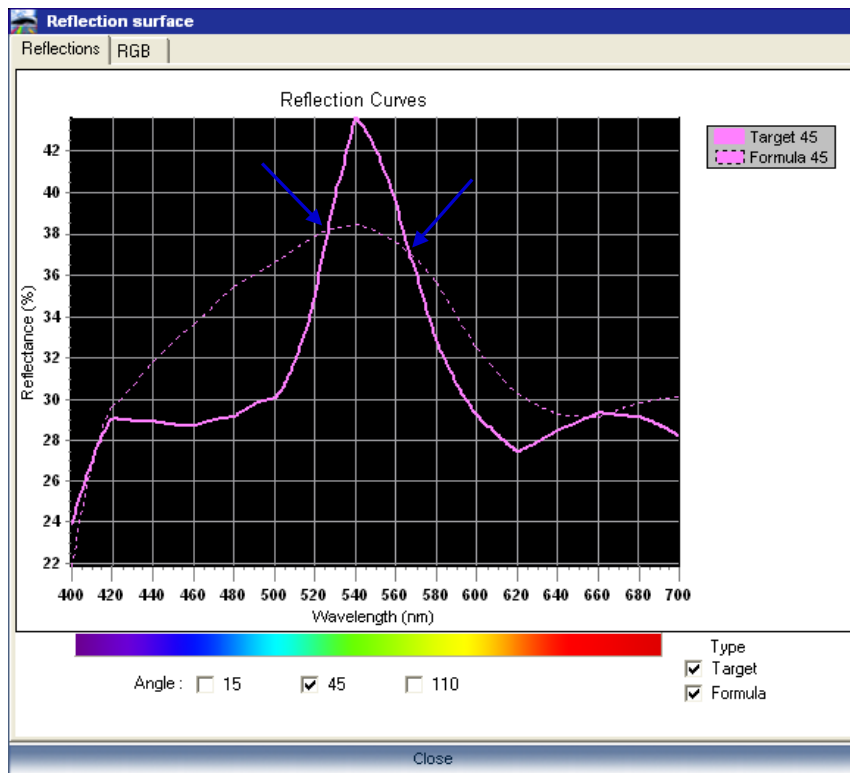 Reflection surface
Reflections RGB
Reflection Curves
Target 45
Formula 45
Reflectance (%)
42
40
38
36
34
32
30
28
26
24
22
400 420 440 460 480 500 520 540 560 580 600 620 640 660 680 700
Wavelength (nm)
Angle : 15 45 110
Type
Target
Formula
Close